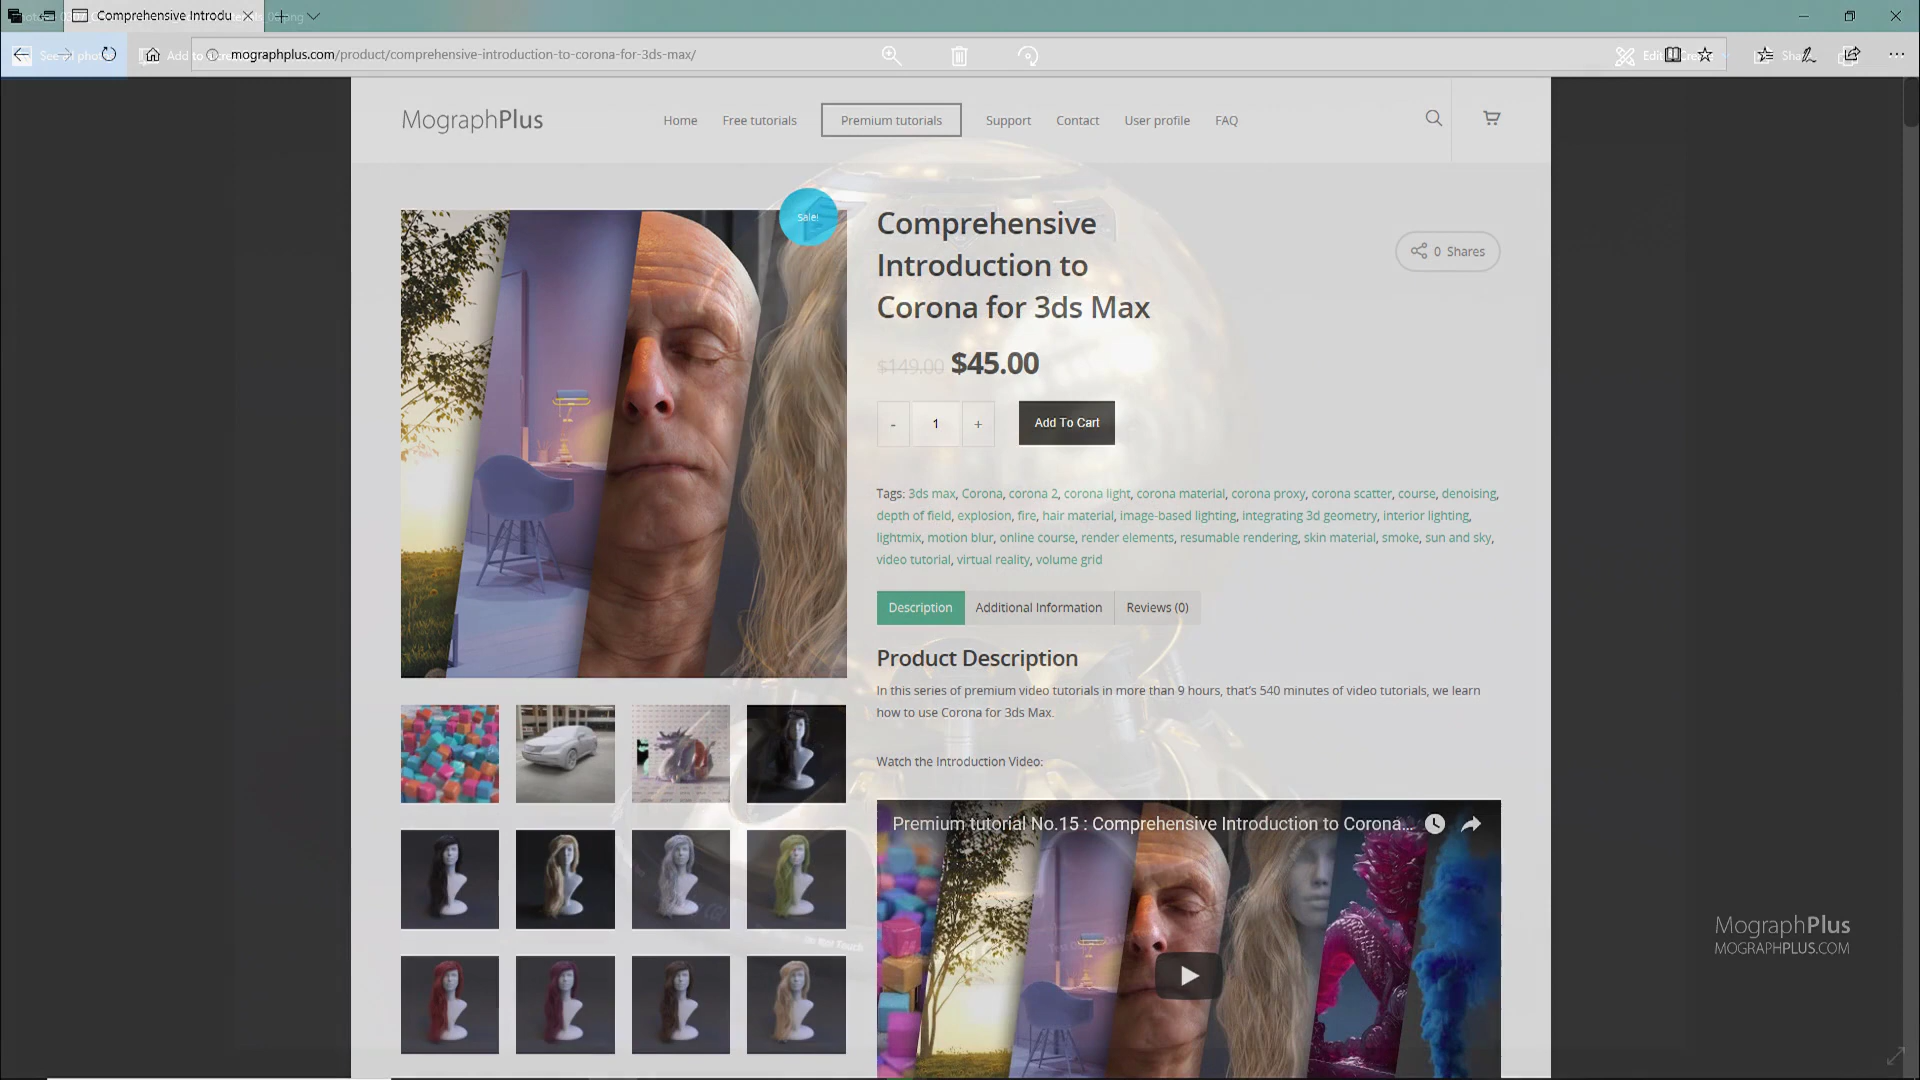 Comprehensive Introdu
mographplus.com/product/comprehensive-introduction-to-corona-for-3ds-max/
MographPlus
Home
Free tutorials
Premium tutorials
Support
Contact
User profile
FAQ
Sale!
Comprehensive
Introduction to
Corona for 3ds Max
0 Shares
$149.00 $45.00
- 1 +
Add To Cart
Tags: 3ds max, Corona, corona 2, corona light, corona material, corona proxy, corona scatter, course, denoising,
depth of field, explosion, fire, hair material, image-based lighting, integrating 3d geometry, interior lighting,
lightmix, motion blur, online course, render elements, resumable rendering, skin material, smoke, sun and sky,
video tutorial, virtual reality, volume grid
Description
Additional Information
Reviews (0)
Product Description
In this series of premium video tutorials in more than 9 hours, that's 540 minutes of video tutorials, we learn
how to use Corona for 3ds Max.
Watch the Introduction Video:
Premium tutorial No.15 : Comprehensive Introduction to Corona...
MographPlus
MOGRAPHPLUS.COM